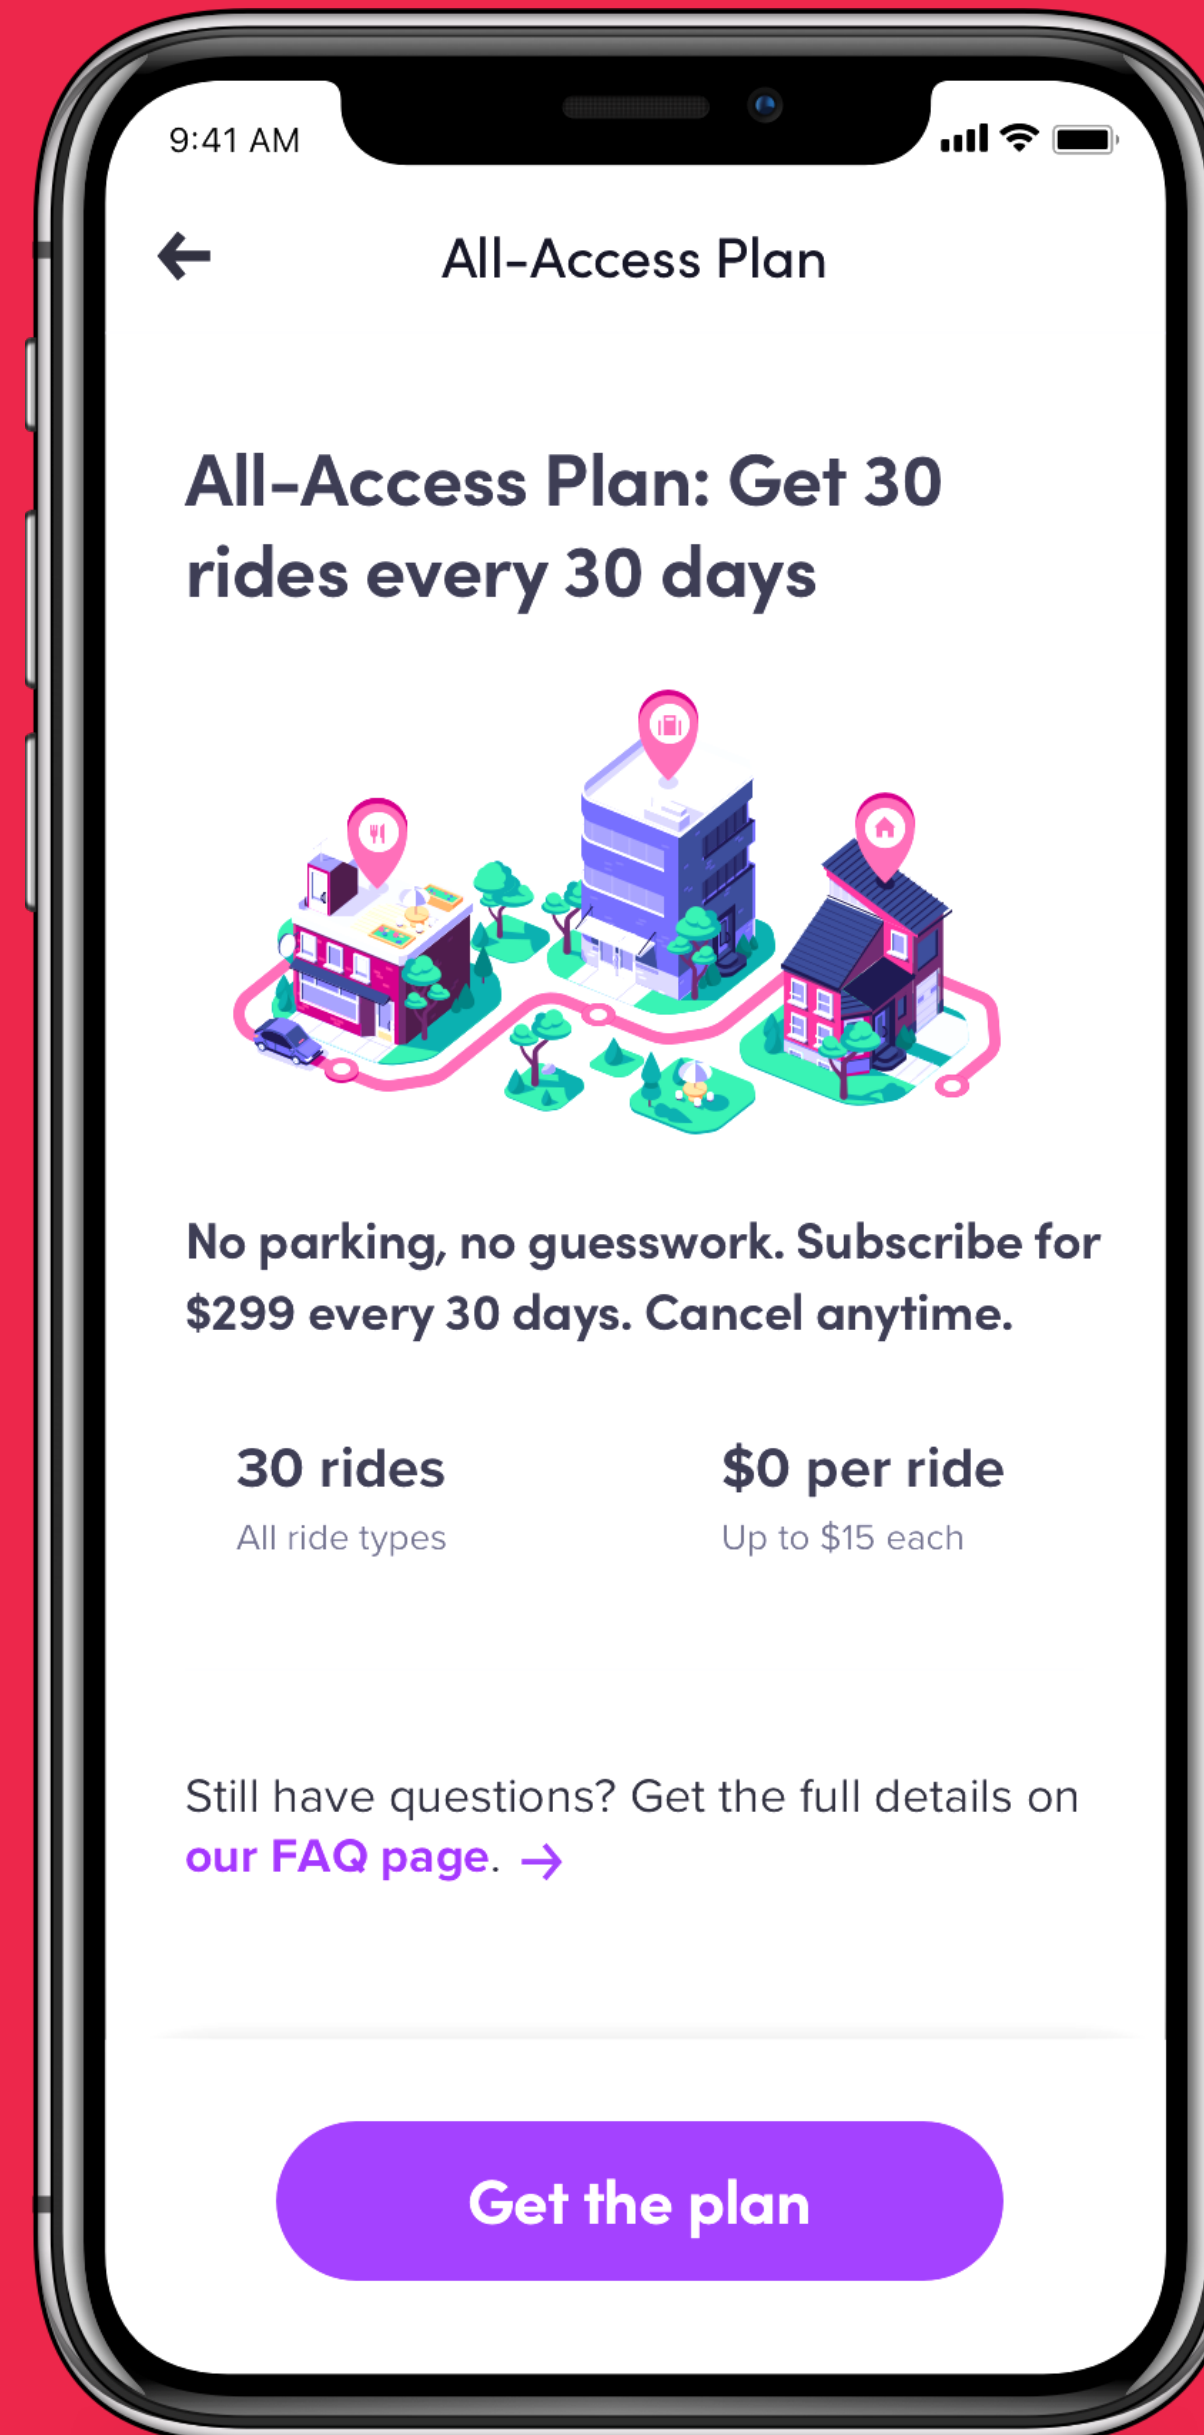 9:41 AM
All-Access Plan
All-Access Plan: Get 30
rides every 30 days
No parking, no guesswork. Subscribe for
$299 every 30 days. Cancel anytime.
30 rides
$0 per ride
All ride types
Up to $15 each
Still have questions? Get the full details on
our FAQ page. →
Get the plan